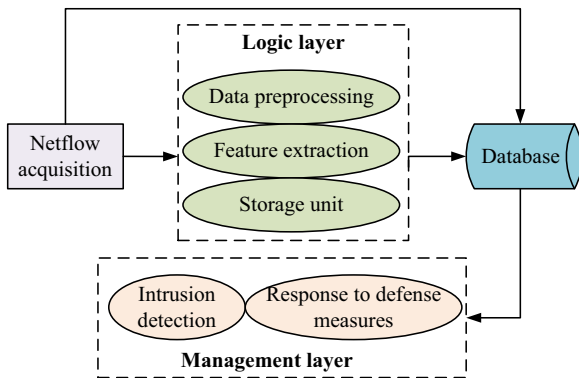 Logic layer
Data preprocessing
Netflow
acquisition
Feature extraction
Database
Storage unit
Intrusion
detection
Response to defense
measures
Management layer